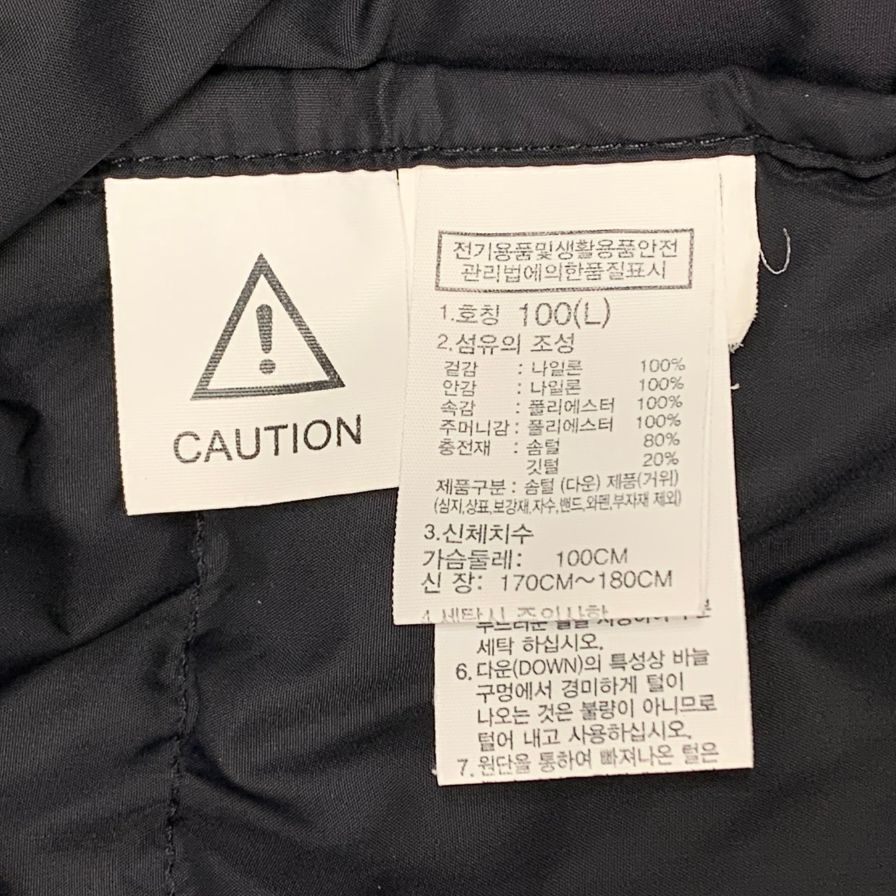 CAUTION
전기용품및생활용품안전
관리법에의한품질표시
1.호칭 100(L)
2.섬유의 조성
겉감 : 나일론 100%
안감 : 나일론 100%
속감 : 폴리에스터 100%
주머니감 : 폴리에스터 100%
충전재 : 솜털 80%
깃털 20%
제품구분 : 솜털 (다운) 제품(거위)
(심지,상표,보강재,자수,밴드,와펜,부자재 제외)
3.신체치수
가슴둘레: 100CM
신 장: 170CM~180CM
4.세탁시 주의사항
세탁 하십시오.
6.다운(DOWN)의 특성상 바늘
구멍에서 경미하게 털이
나오는 것은 불량이 아니므로
털어 내고 사용하십시오.
7.원단을 통하여 빠져나온 털은